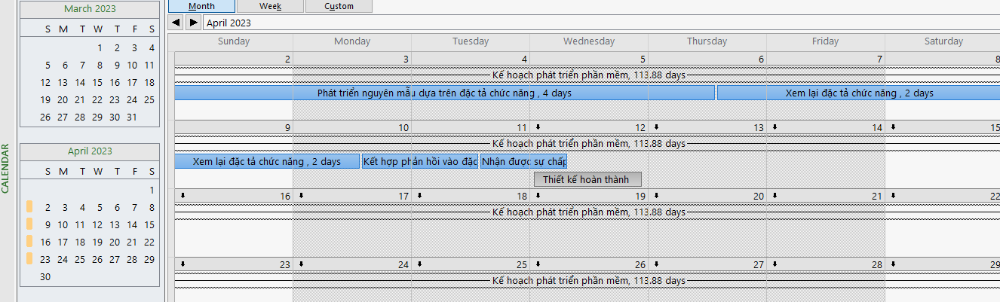 Month Week Custom
April 2023
CALENDAR
March 2023
S M T W T F S
1 2 3 4
5 6 7 8 9 10 11
12 13 14 15 16 17 18
19 20 21 22 23 24 25
26 27 28 29 30 31
April 2023
S M T W T F S
1
2 3 4 5 6 7 8
9 10 11 12 13 14 15
16 17 18 19 20 21 22
23 24 25 26 27 28 29
30
Sunday Monday Tuesday Wednesday Thursday Friday Saturday
2 3 4 5 6 7 8
Kế hoạch phát triển phần mềm, 113.88 days
Phát triển nguyên mẫu dựa trên đặc tả chức năng , 4 days Xem lại đặc tả chức năng , 2 days
9 10 11 12 13 14 15
Kế hoạch phát triển phần mềm, 113.88 days
Xem lại đặc tả chức năng , 2 days Kết hợp phản hồi vào đặc Nhận được sự chấp
Thiết kế hoàn thành
16 17 18 19 20 21 22
Kế hoạch phát triển phần mềm, 113.88 days
23 24 25 26 27 28 29
Kế hoạch phát triển phần mềm, 113.88 days